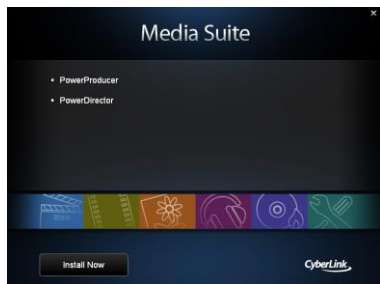 Media Suite
• PowerProducer
• PowerDirector
Install Now
CyberLink